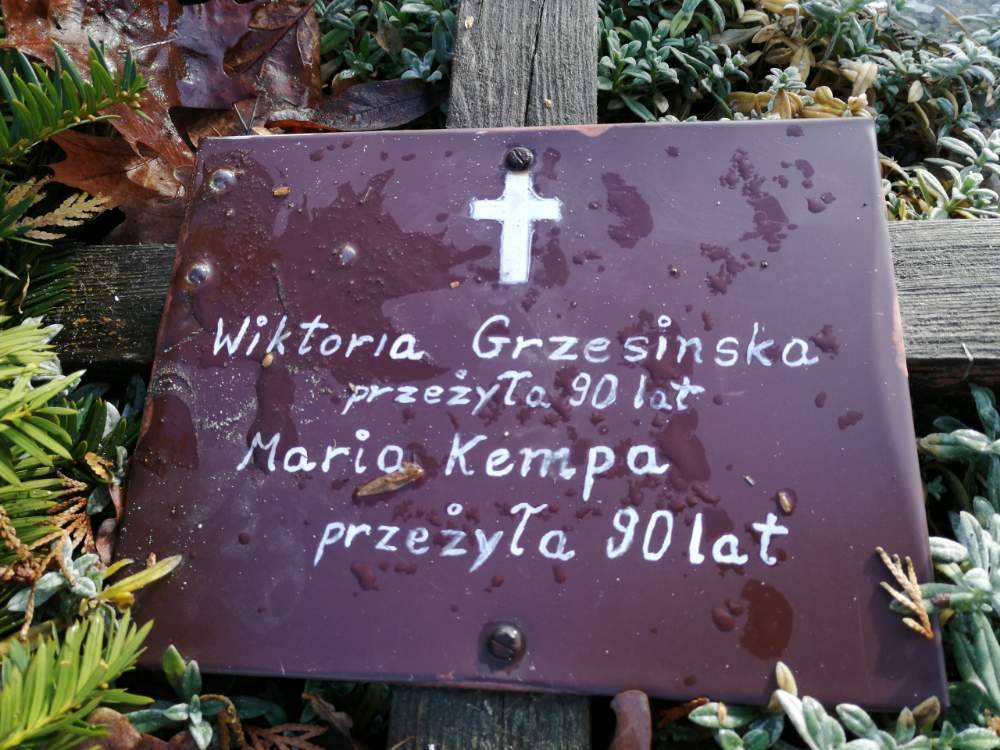 Wiktoria Grzesinska
przeżyła 90 lat
Maria Kempa
przeżyła 90 lat